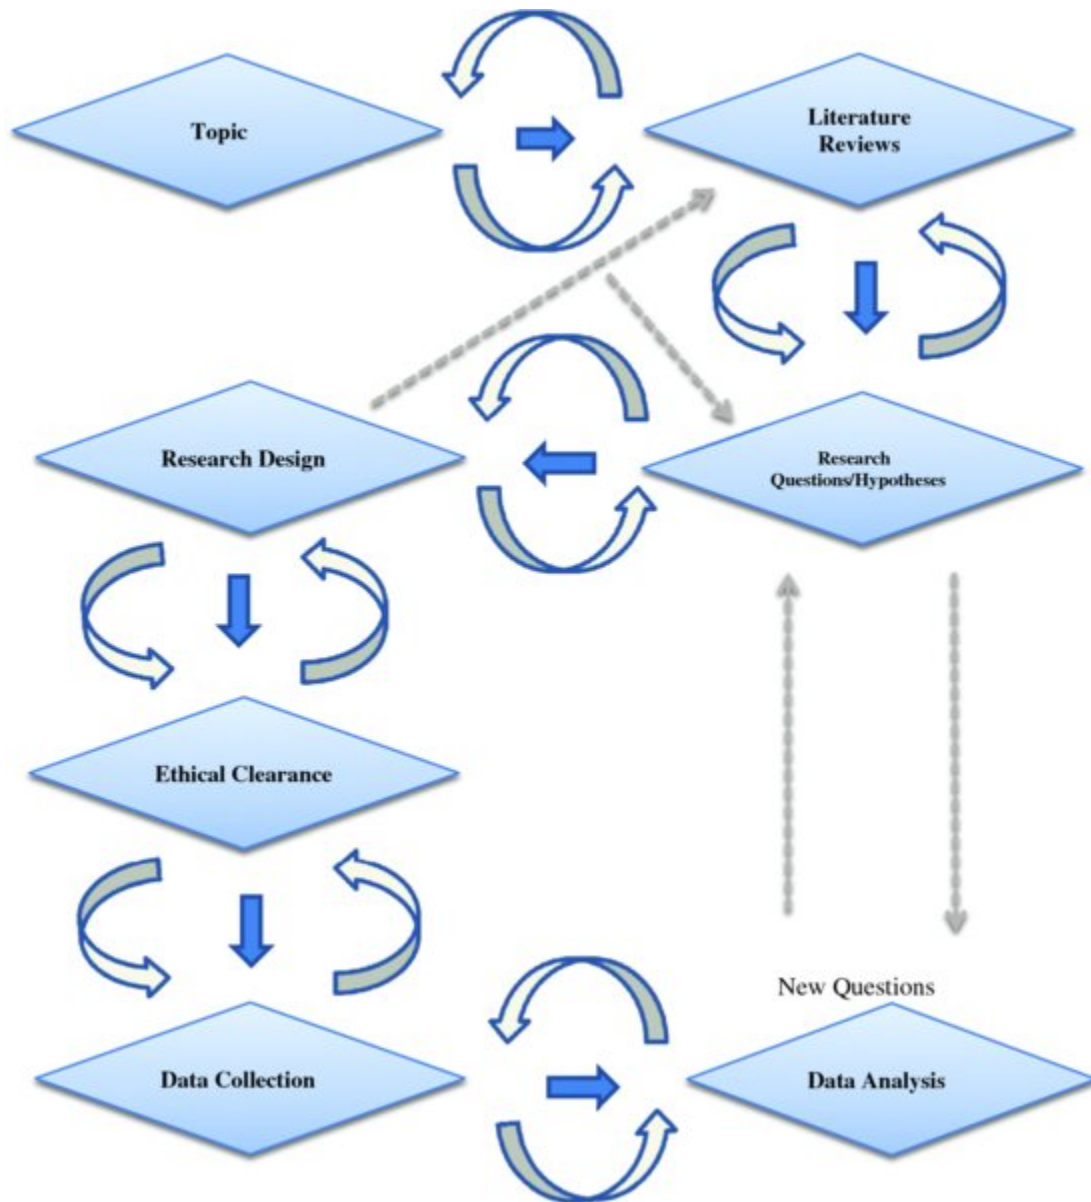 Topic
Literature
Reviews
Research Design
Research
Questions/Hypotheses
Ethical Clearance
New Questions
Data Collection
Data Analysis